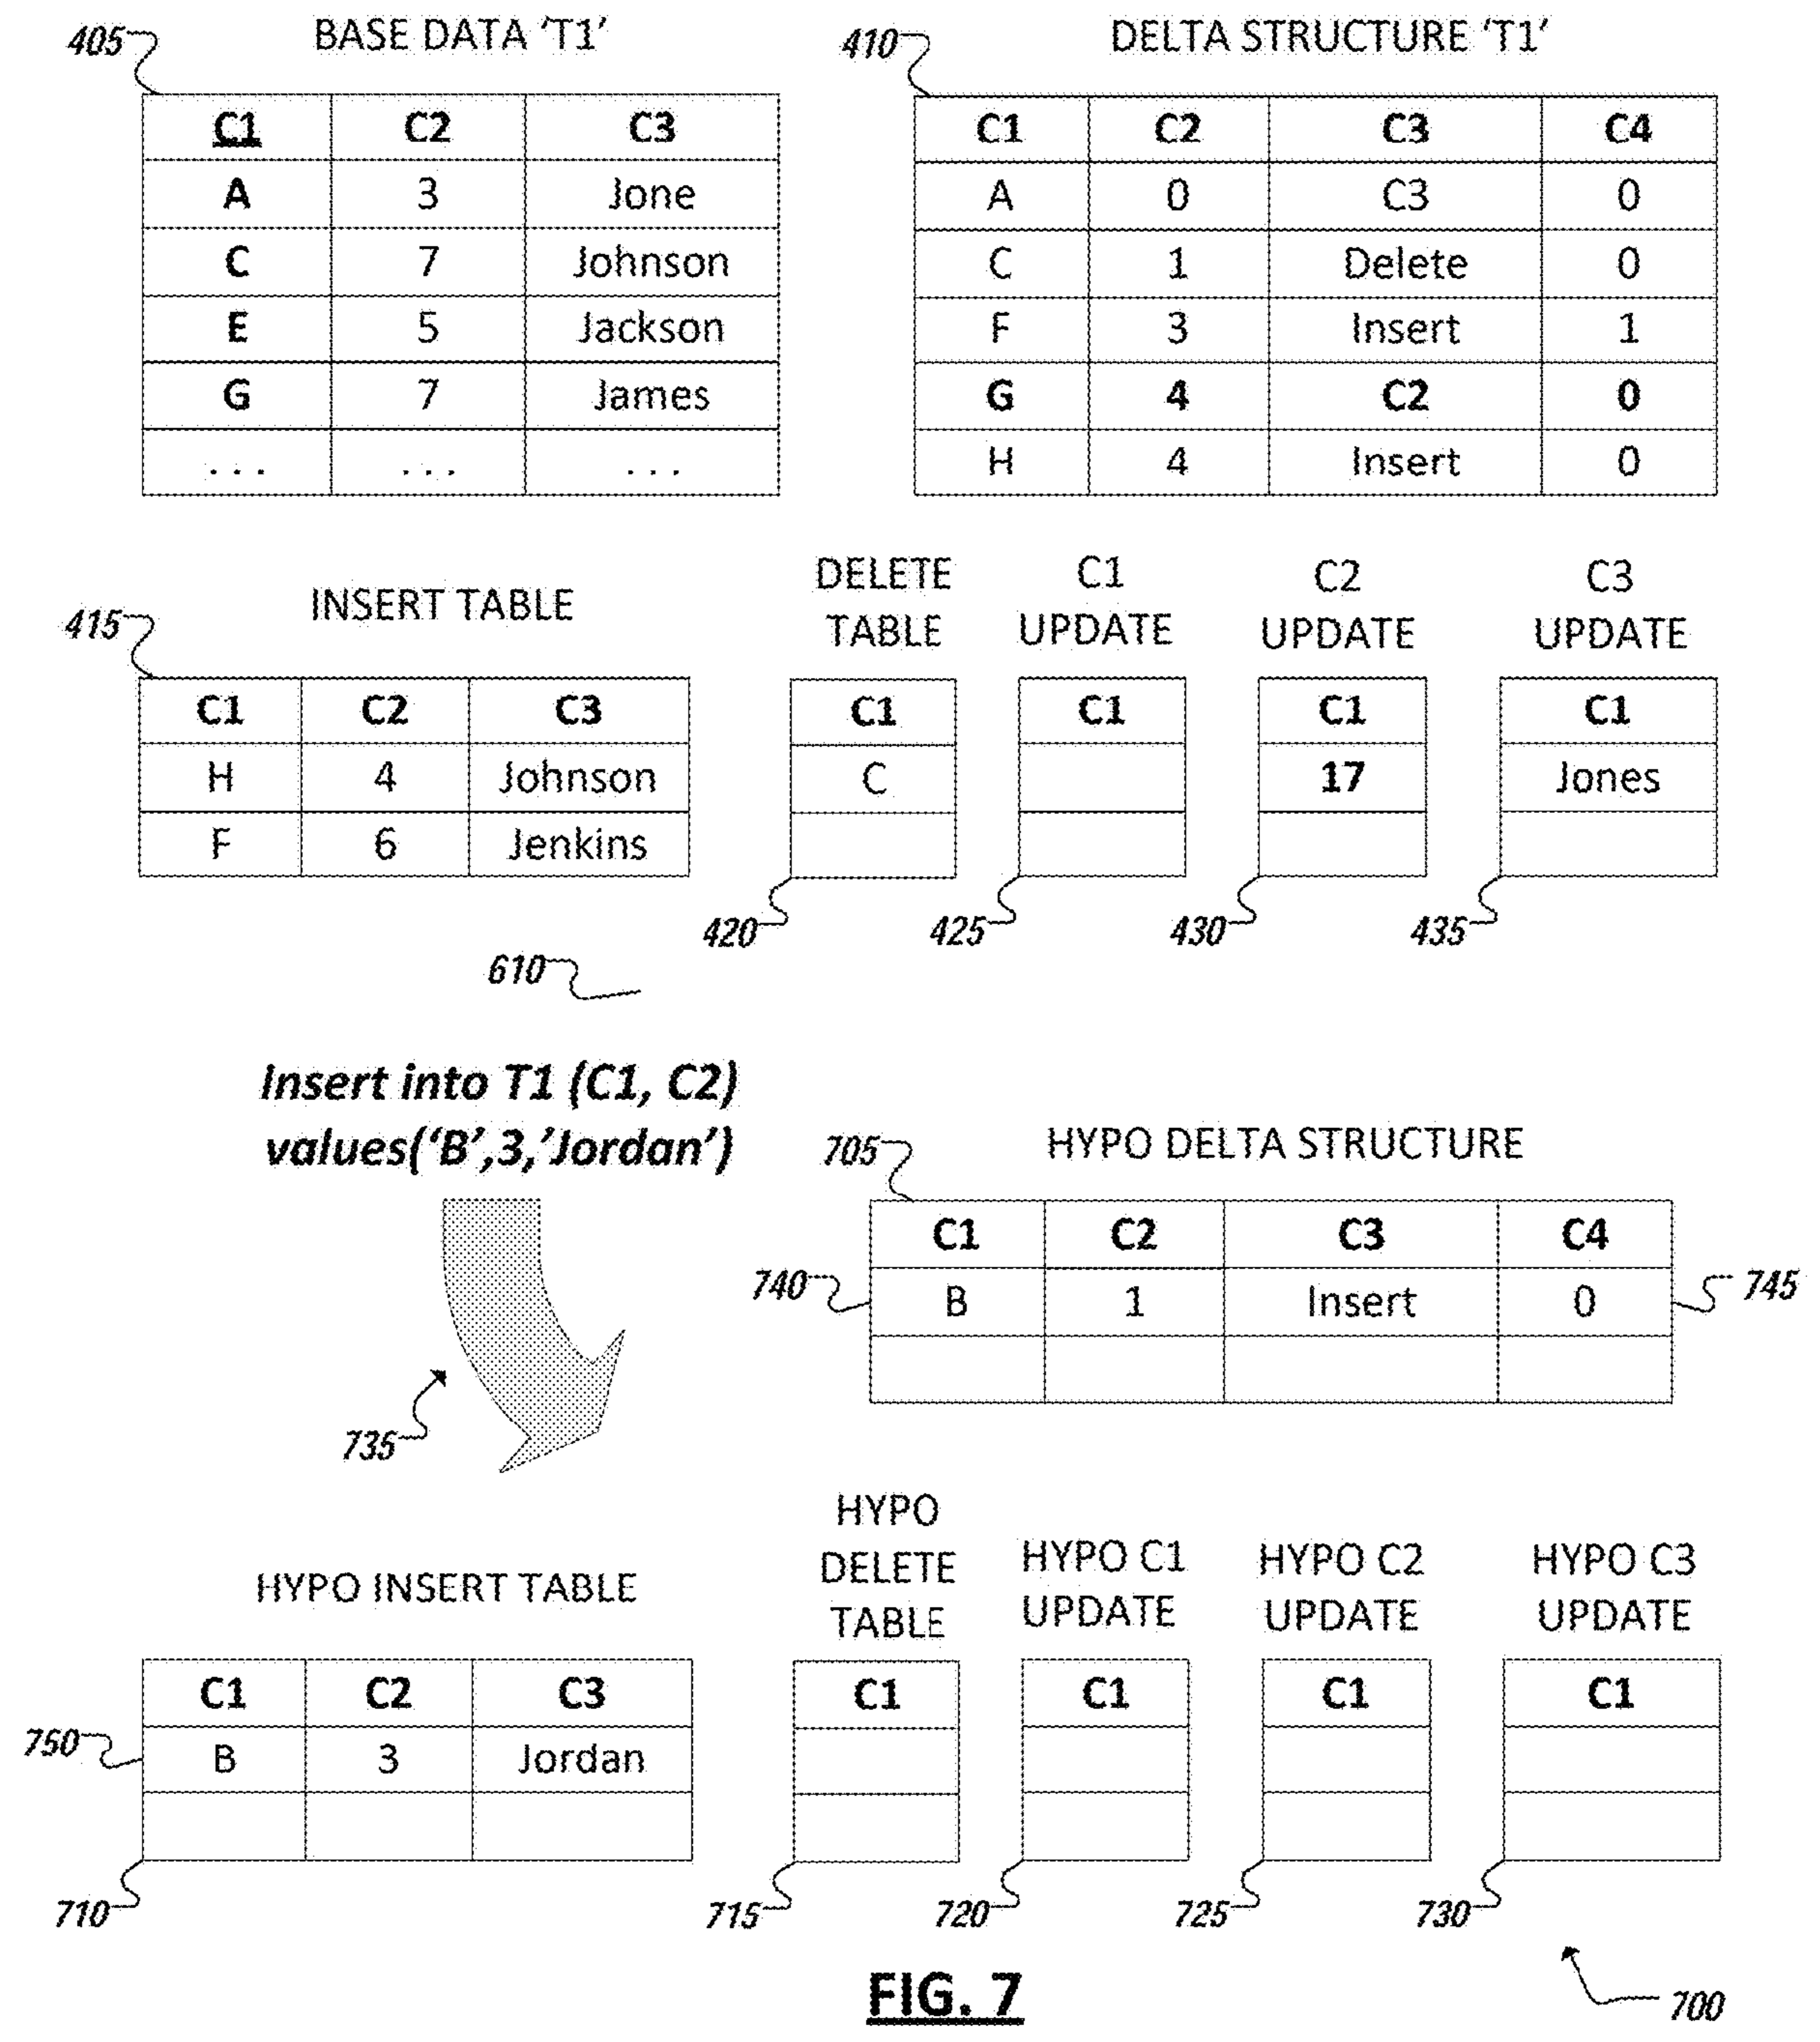 405 BASE DATA ‘T1’ 410 DELTA STRUCTURE ‘T1’
C1 C2 C3 C1 C2 C3 C4
A 3 Jone A 0 C3 0
C 7 Johnson C 1 Delete 0
E 5 Jackson F 3 Insert 1
G 7 James G 4 C2 0
... ... ... H 4 Insert 0
DELETE C1 C2 C3
415 INSERT TABLE TABLE UPDATE UPDATE UPDATE
C1 C2 C3 C1 C1 C1 C1
H 4 Johnson C 17 Jones
F 6 Jenkins
420 425 430 435
610
Insert into T1 (C1, C2)
values(‘B’,3,’Jordan’) 705 HYPO DELTA STRUCTURE
C1 C2 C3 C4
740 B 1 Insert 0 745
735
HYPO
HYPO INSERT TABLE DELETE HYPO C1 HYPO C2 HYPO C3
TABLE UPDATE UPDATE UPDATE
C1 C2 C3 C1 C1 C1 C1
750 B 3 Jordan
710 715 720 725 730
FIG. 7 700